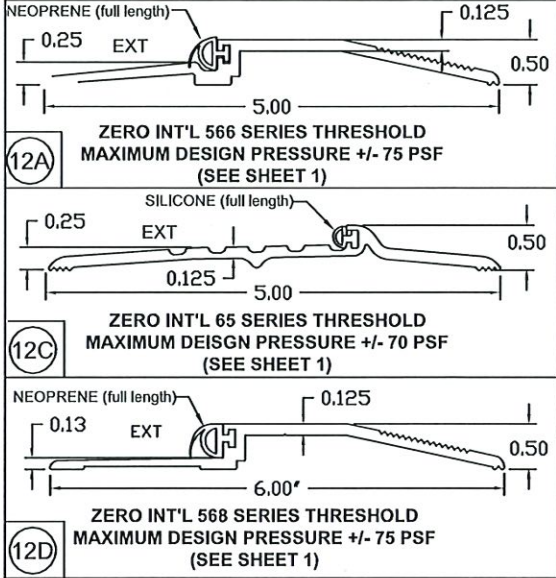 NEOPRENE (full length)
0.125
0.25
EXT
0.50
5.00
12A
ZERO INT'L 566 SERIES THRESHOLD
MAXIMUM DESIGN PRESSURE +/- 75 PSF
(SEE SHEET 1)
SILICONE (full length)
0.25
EXT
0.50
0.125
5.00
12C
ZERO INT'L 65 SERIES THRESHOLD
MAXIMUM DEISGN PRESSURE +/- 70 PSF
(SEE SHEET 1)
NEOPRENE (full length)
0.125
0.13
EXT
0.50
6.00"
12D
ZERO INT'L 568 SERIES THRESHOLD
MAXIMUM DESIGN PRESSURE +/- 75 PSF
(SEE SHEET 1)